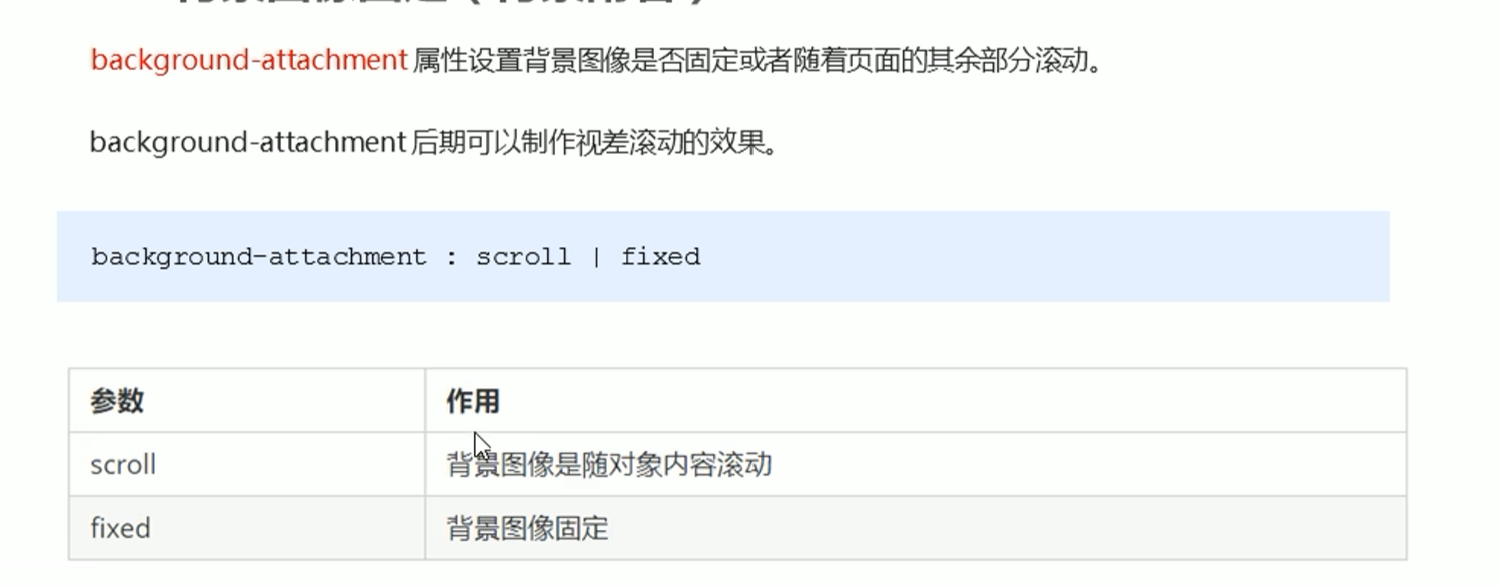 background-attachment 属性设置背景图像是否固定或者随着页面的其余部分滚动。
background-attachment 后期可以制作视差滚动的效果。
background-attachment : scroll | fixed
参数 作用
scroll 背景图像是随对象内容滚动
fixed 背景图像固定